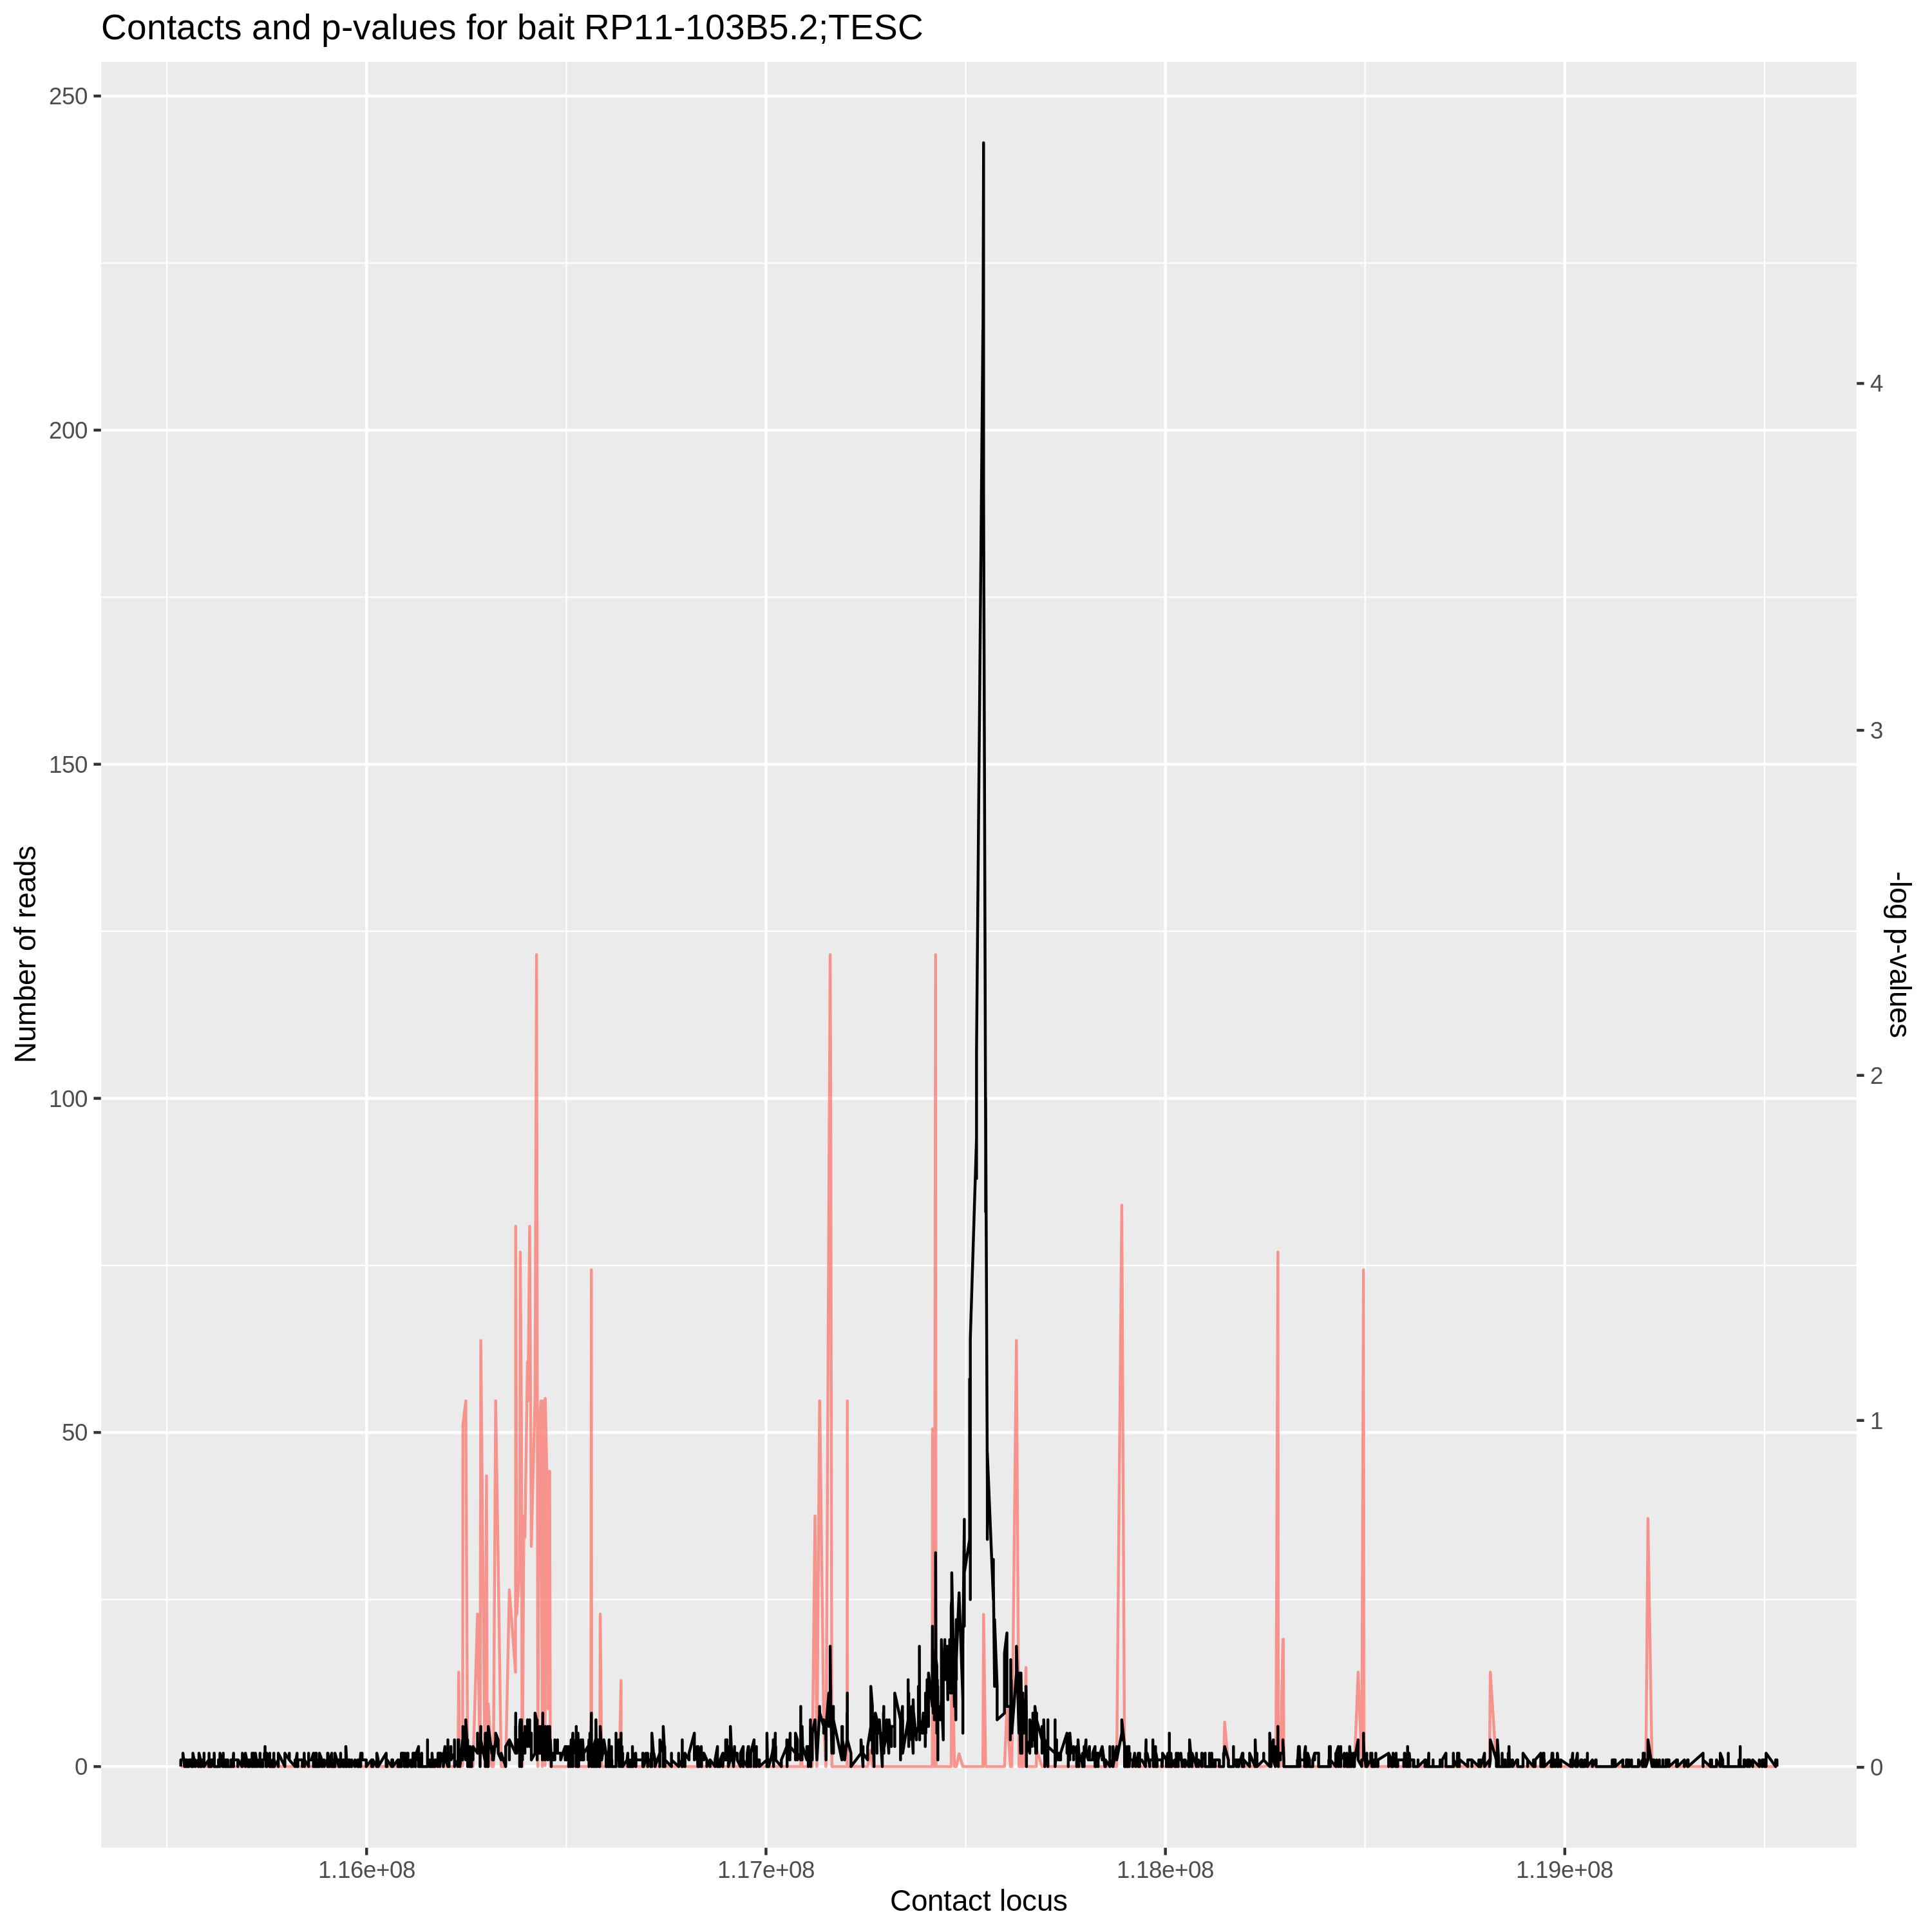 Contacts and p-values for bait RP11-103B5.2;TESC
250
200
150
100
50
0
Number of reads
4
3
2
1
0
-log p-values
1.16e+08
1.17e+08
1.18e+08
1.19e+08
Contact locus